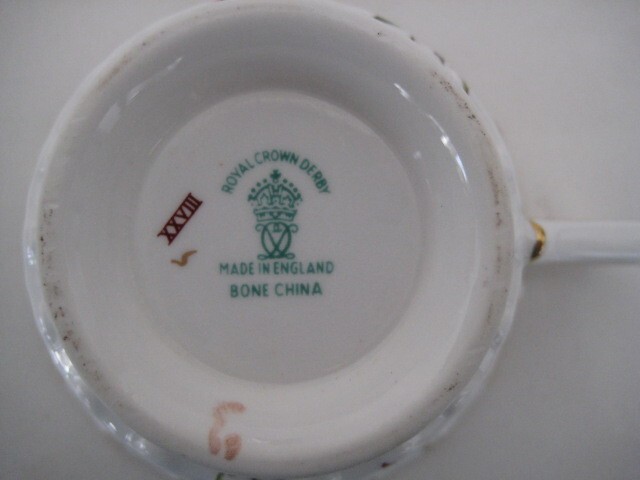 ROYAL CROWN DERBY
XXVIII
MADE IN ENGLAND
BONE CHINA